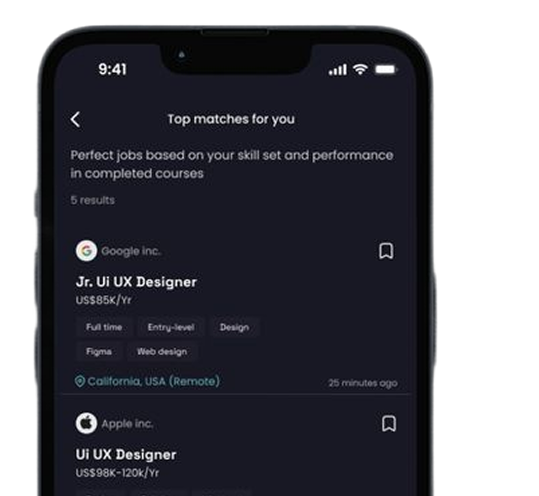 9:41
Top matches for you
Perfect jobs based on your skill set and performance
in completed courses
5 results
Google inc.
Jr. Ui UX Designer
US$85K/Yr
Full time Entry-level Design
Figma Web design
California, USA (Remote) 25 minutes ago
Apple inc.
Ui UX Designer
US$98K-120k/Yr